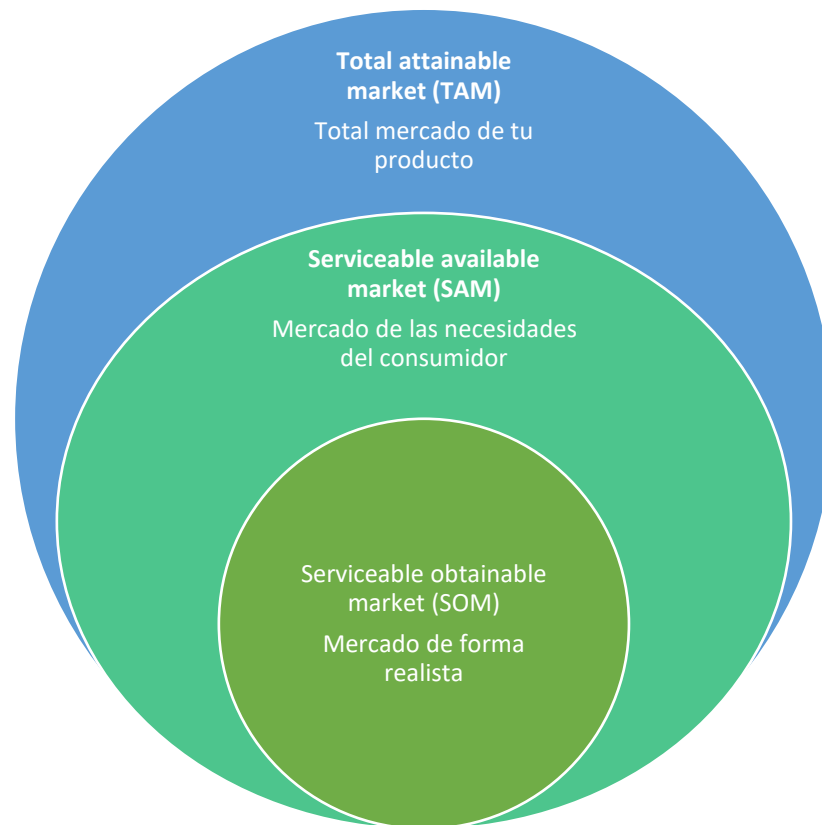 Total attainable
market (TAM)
Total mercado de tu
producto
Serviceable available
market (SAM)
Mercado de las necesidades
del consumidor
Serviceable obtainable
market (SOM)
Mercado de forma
realista